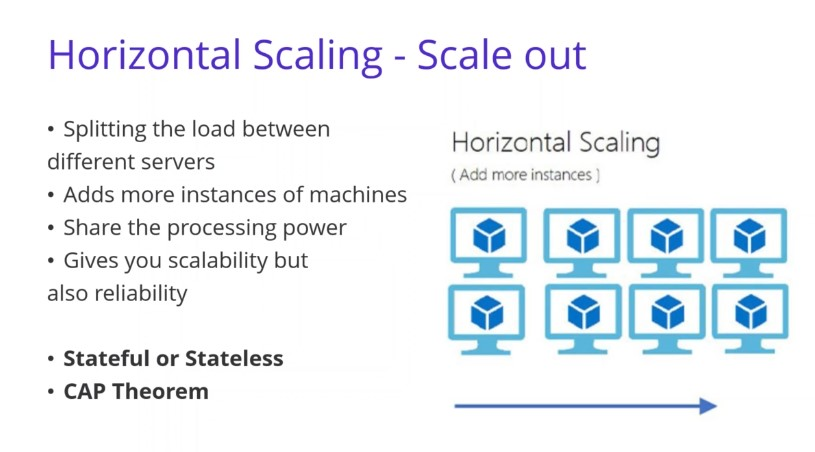 Horizontal Scaling - Scale out
• Splitting the load between
different servers
• Adds more instances of machines
• Share the processing power
• Gives you scalability but
also reliability
• Stateful or Stateless
• CAP Theorem
Horizontal Scaling
( Add more instances )